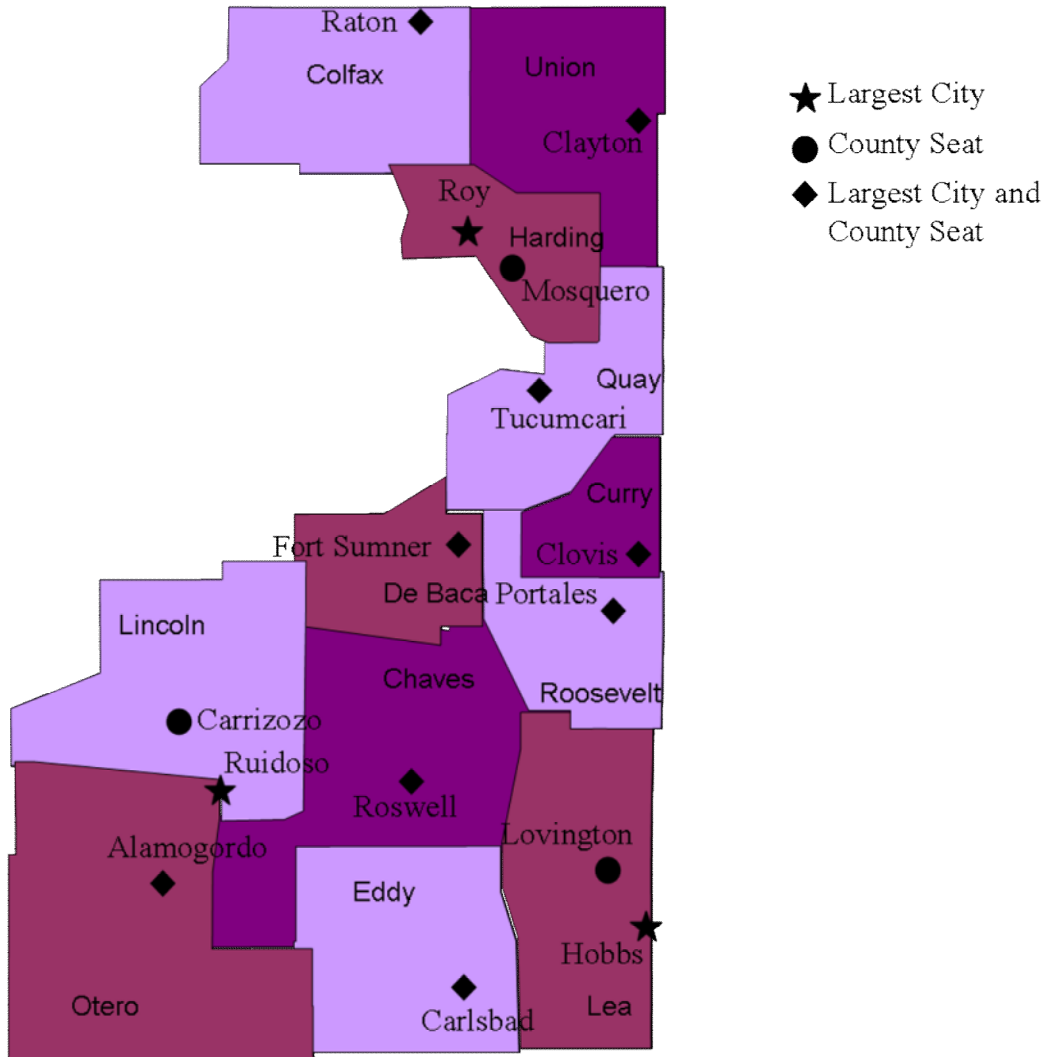 Raton
Colfax
Union
Clayton
Largest City
County Seat
Largest City and
County Seat
Roy
Harding
Mosquero
Quay
Tucumcari
Curry
Clovis
Fort Sumner
De Baca
Portales
Lincoln
Chaves
Roosevelt
Carrizozo
Ruidoso
Roswell
Lovington
Alamogordo
Eddy
Hobbs
Otero
Lea
Carlsbad